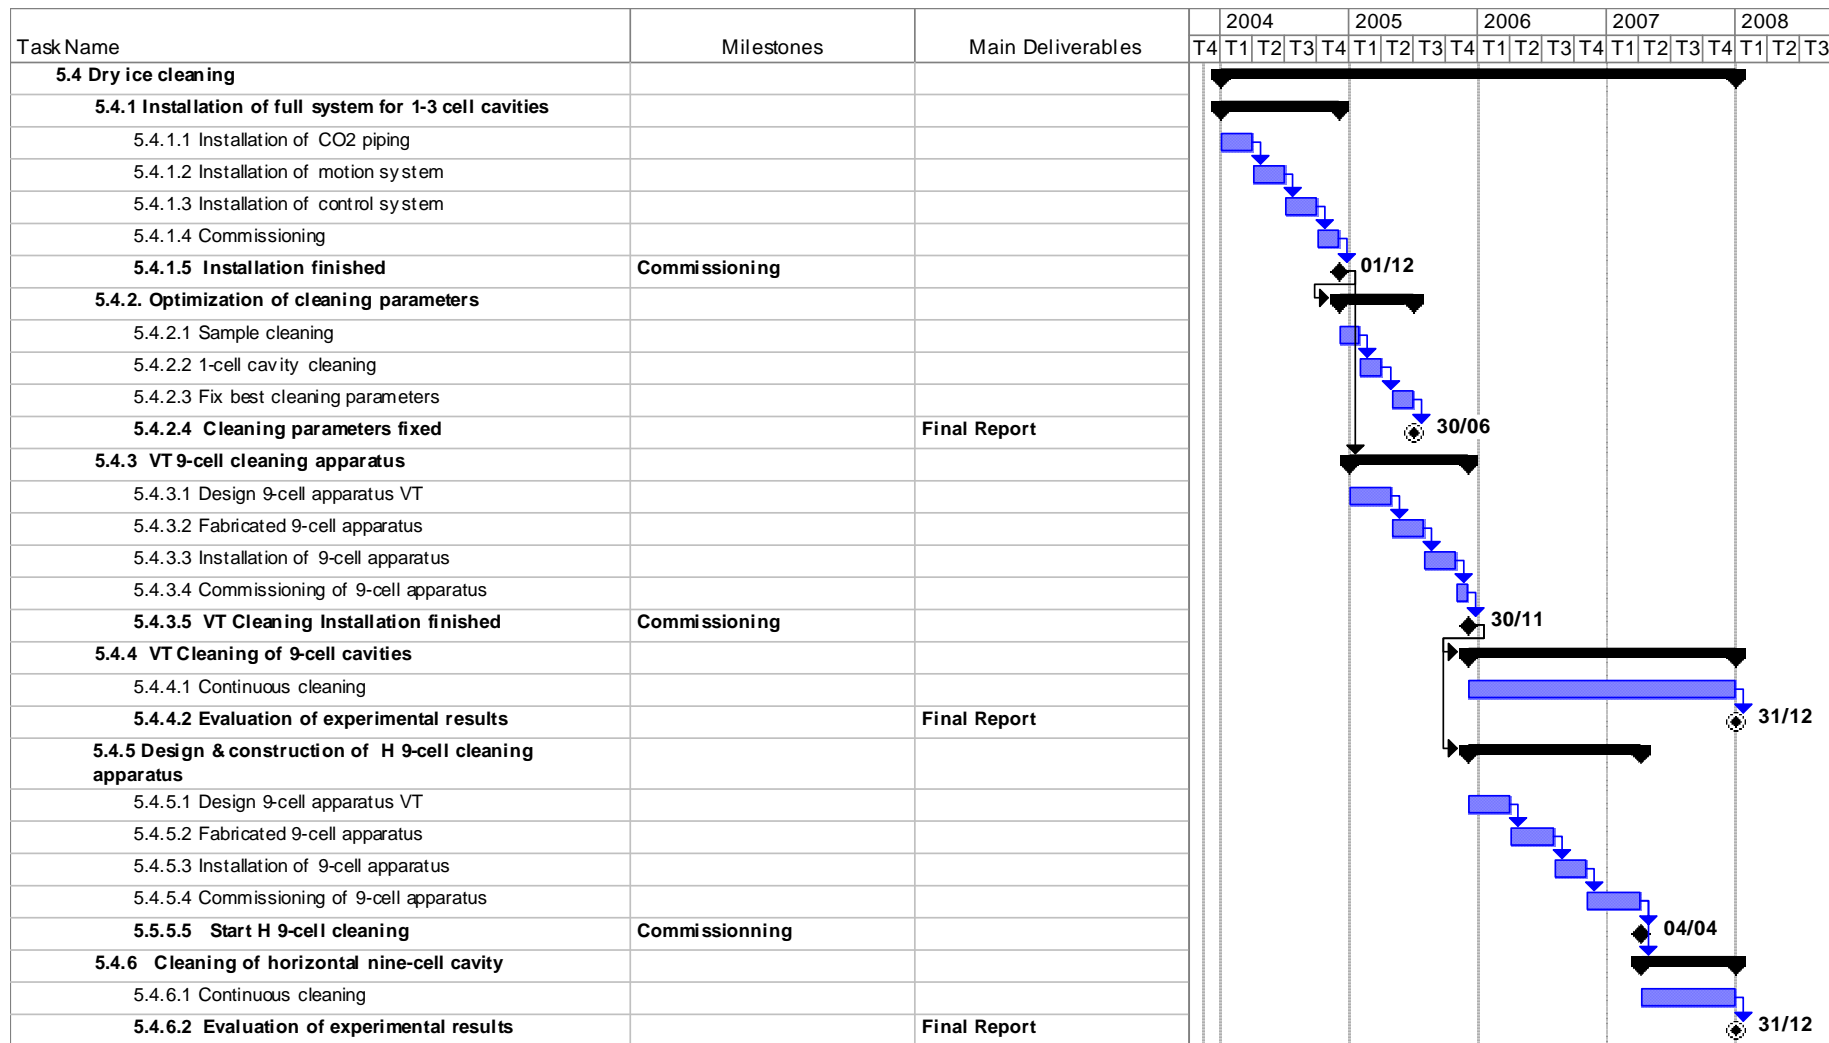 2004 2005 2006 2007 2008
Task Name Milestones Main Deliverables T4 T1 T2 T3 T4 T1 T2 T3 T4 T1 T2 T3 T4 T1 T2 T3 T4 T1 T2 T3
5.4 Dry ice cleaning
5.4.1 Installation of full system for 1-3 cell cavities
5.4.1.1 Installation of CO2 piping
5.4.1.2 Installation of motion system
5.4.1.3 Installation of control system
5.4.1.4 Commissioning
5.4.1.5 Installation finished Commissioning 01/12
5.4.2. Optimization of cleaning parameters
5.4.2.1 Sample cleaning
5.4.2.2 1-cell cavity cleaning
5.4.2.3 Fix best cleaning parameters
5.4.2.4 Cleaning parameters fixed Final Report 30/06
5.4.3 VT 9-cell cleaning apparatus
5.4.3.1 Design 9-cell apparatus VT
5.4.3.2 Fabricated 9-cell apparatus
5.4.3.3 Installation of 9-cell apparatus
5.4.3.4 Commissioning of 9-cell apparatus
5.4.3.5 VT Cleaning Installation finished Commissioning 30/11
5.4.4 VT Cleaning of 9-cell cavities
5.4.4.1 Continuous cleaning
5.4.4.2 Evaluation of experimental results Final Report 31/12
5.4.5 Design & construction of H 9-cell cleaning
apparatus
5.4.5.1 Design 9-cell apparatus VT
5.4.5.2 Fabricated 9-cell apparatus
5.4.5.3 Installation of 9-cell apparatus
5.4.5.4 Commissioning of 9-cell apparatus
5.5.5.5 Start H 9-cell cleaning Commissionning 04/04
5.4.6 Cleaning of horizontal nine-cell cavity
5.4.6.1 Continuous cleaning
5.4.6.2 Evaluation of experimental results Final Report 31/12